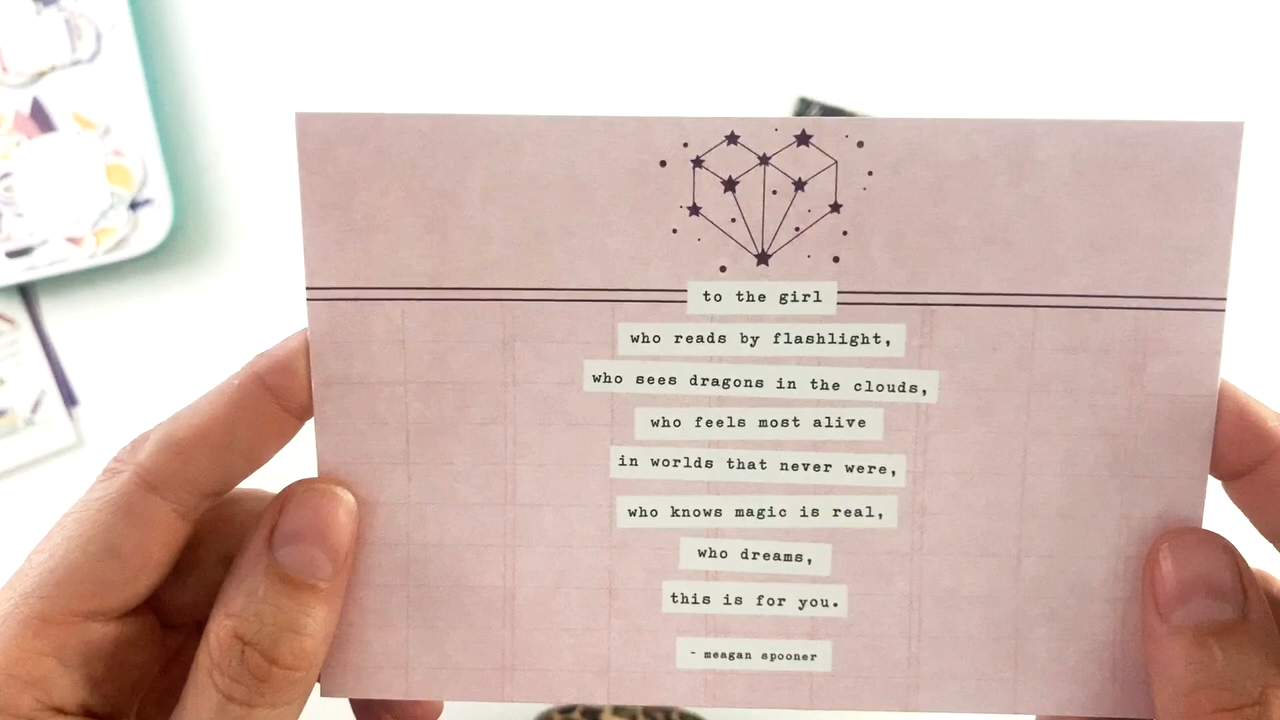 to the girl
who reads by flashlight,
who sees dragons in the clouds,
who feels most alive
in worlds that never were,
who knows magic is real,
who dreams,
this is for you.
- meagan spooner